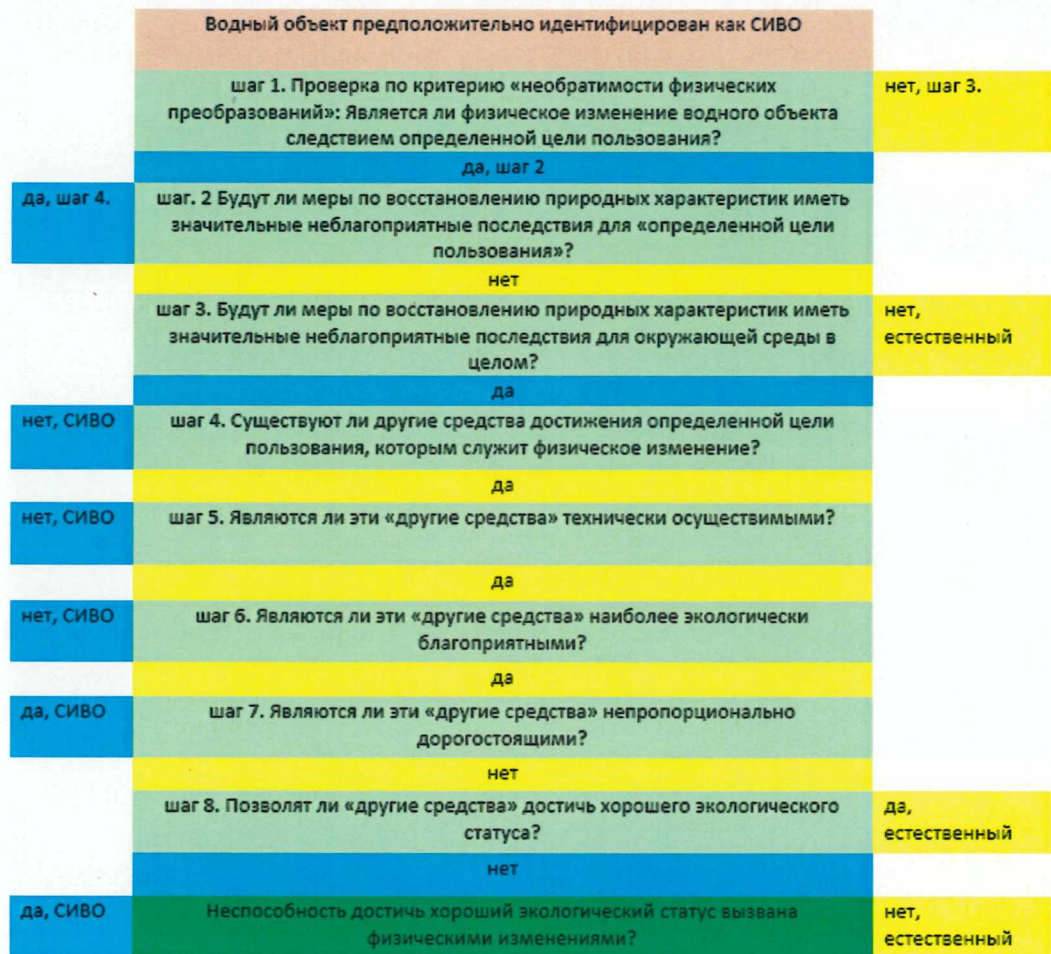 Водный объект предположительно идентифицирован как СИВО
шаг 1. Проверка по критерию «необратимости физических
преобразований»: Является ли физическое изменение водного объекта
следствием определенной цели пользования?
нет, шаг 3.
да, шаг 2
да, шаг 4.
шаг. 2 Будут ли меры по восстановлению природных характеристик иметь
значительные неблагоприятные последствия для «определенной цели
пользования»?
нет
шаг 3. Будут ли меры по восстановлению природных характеристик иметь
значительные неблагоприятные последствия для окружающей среды в
целом?
нет,
естественный
да
нет, СИВО
шаг 4. Существуют ли другие средства достижения определенной цели
пользования, которым служит физическое изменение?
да
нет, СИВО
шаг 5. Являются ли эти «другие средства» технически осуществимыми?
да
нет, СИВО
шаг 6. Являются ли эти «другие средства» наиболее экологически
благоприятными?
да
да, СИВО
шаг 7. Являются ли эти «другие средства» непропорционально
дорогостоящими?
нет
шаг 8. Позволят ли «другие средства» достичь хорошего экологического
статуса?
да,
естественный
нет
да, СИВО
Неспособность достичь хороший экологический статус вызвана
физическими изменениями?
нет,
естественный